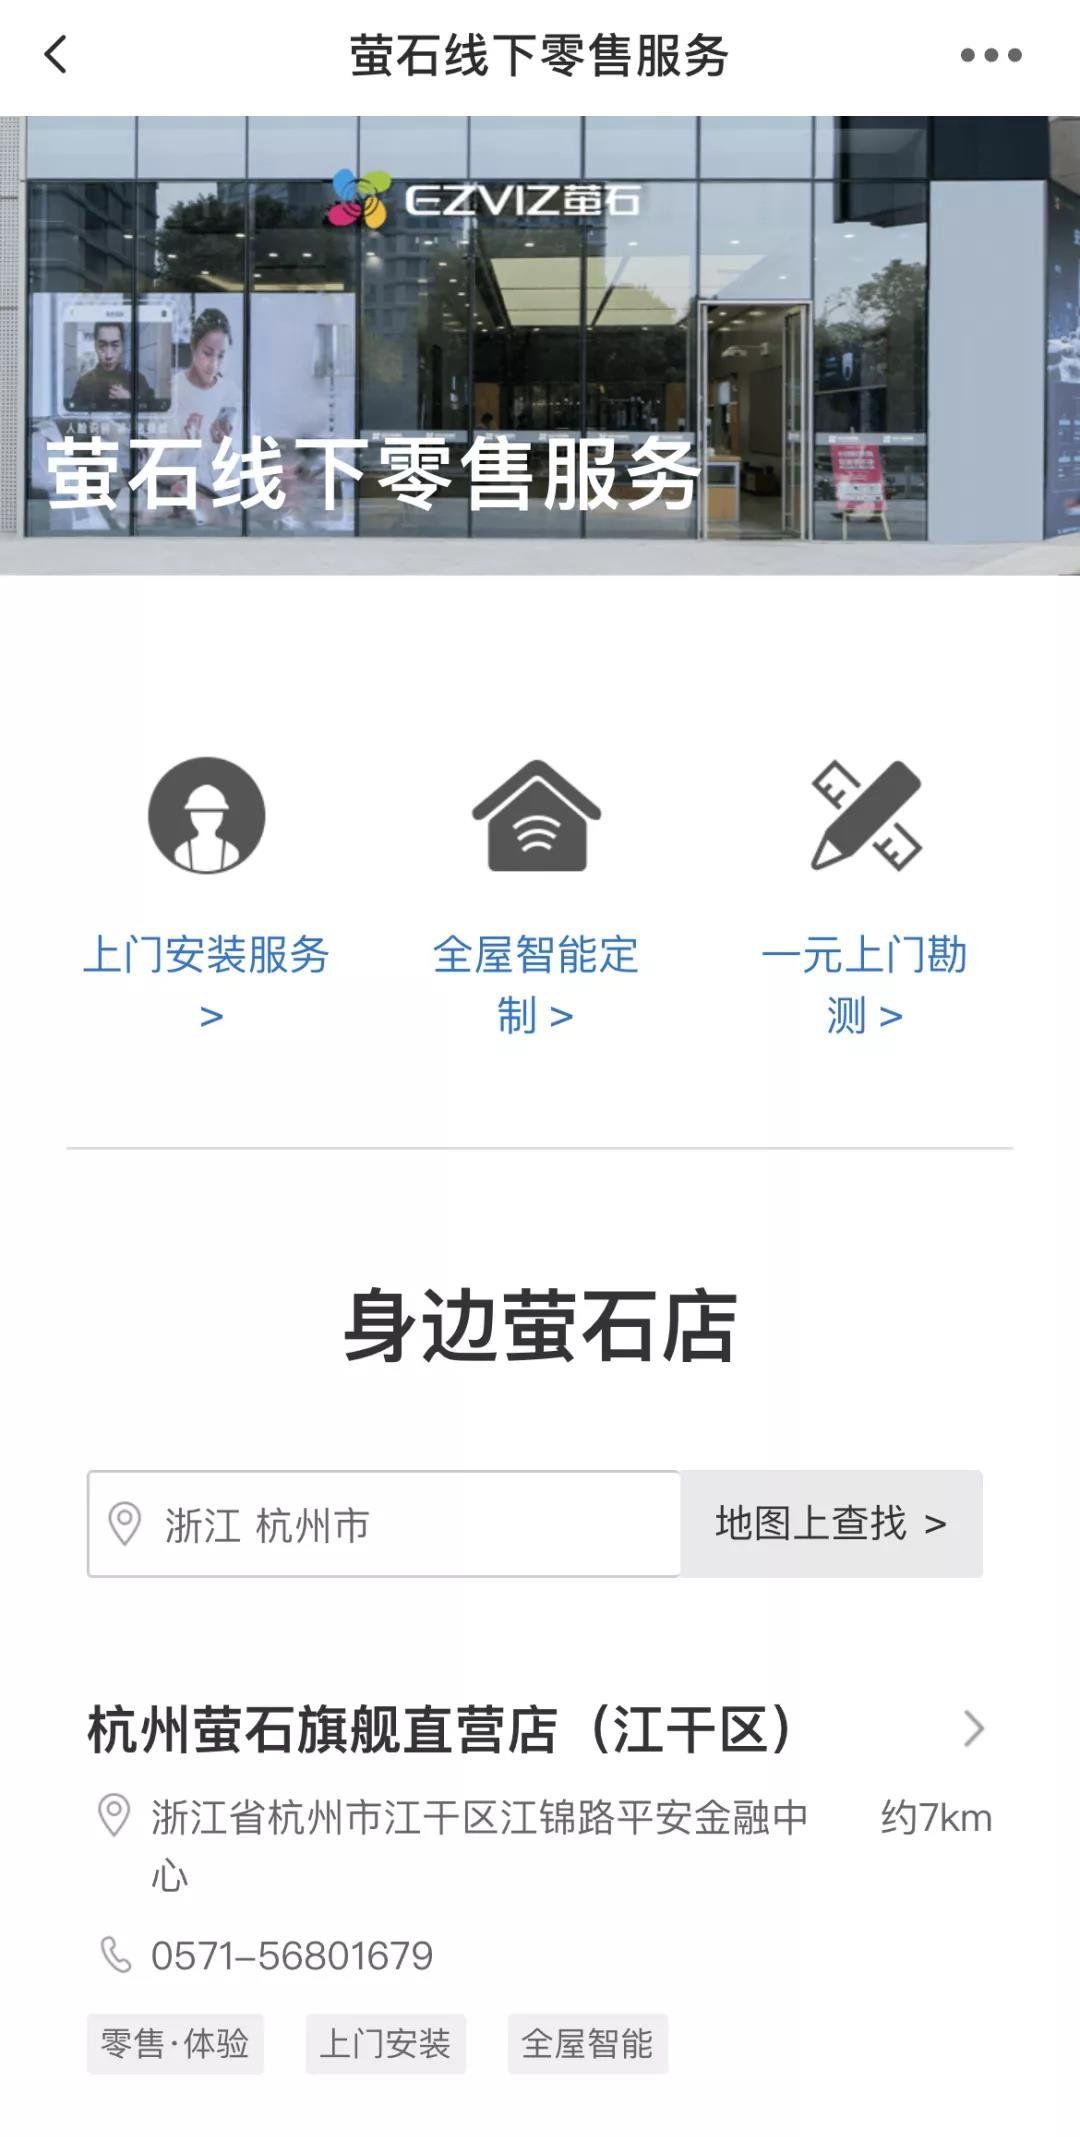 萤石线下零售服务
EZVIZ萤石
萤石线下零售服务
上门安装服务
>
全屋智能定
制 >
一元上门勘
测 >
身边萤石店
浙江 杭州市
地图上查找 >
杭州萤石旗舰直营店（江干区）
浙江省杭州市江干区江锦路平安金融中
心
约7km
0571-56801679
零售·体验
上门安装
全屋智能